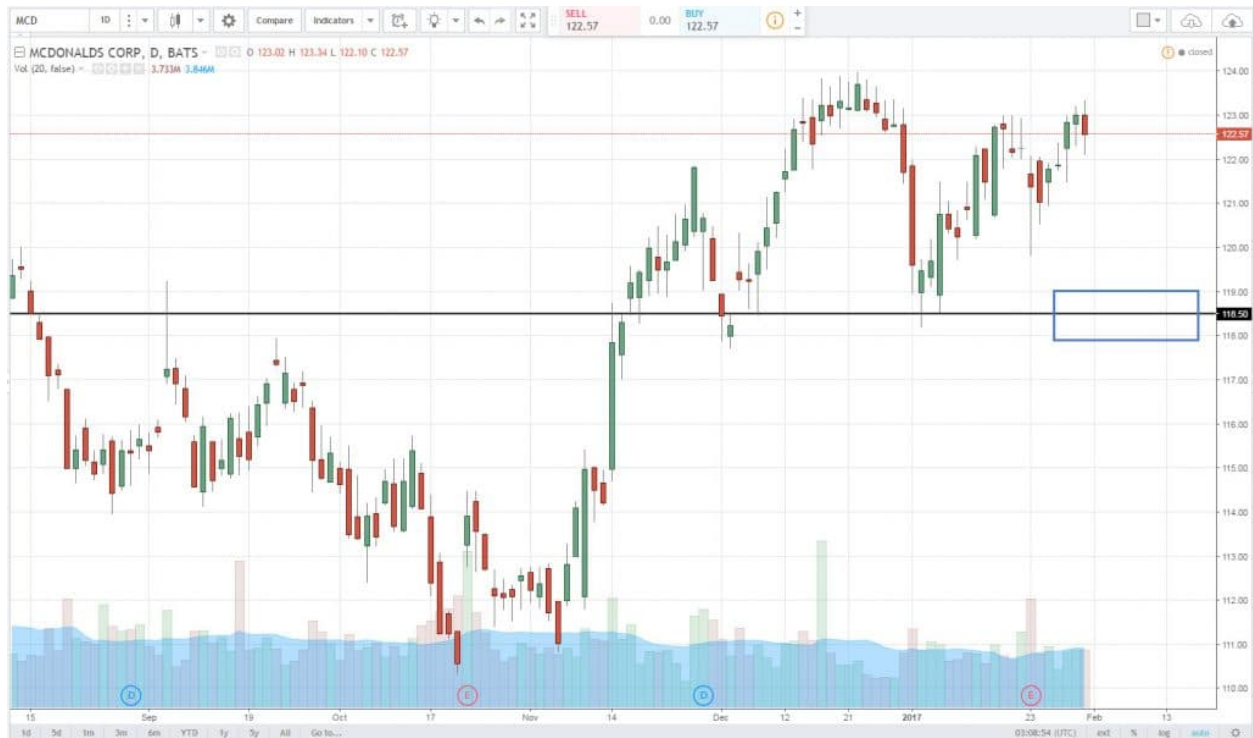 MCD 1D Compare Indicators SELL 122.57 0.00 BUY 122.57 + −
MCDONALDS CORP, D, BATS O 123.02 H 123.34 L 122.10 C 122.57
closed
Vol (20, false) 3.733M 3.846M
124.00
123.00
122.57
122.00
121.00
120.00
119.00
118.50
118.00
117.00
116.00
115.00
114.00
113.00
112.00
111.00
110.00
D E D E
15 Sep 19 Oct 17 Nov 14 Dec 12 21 2017 23 Feb 13
1d 5d 1m 3m 6m YTD 1y 5y All Go to... 03:08:54 (UTC) ext % log auto